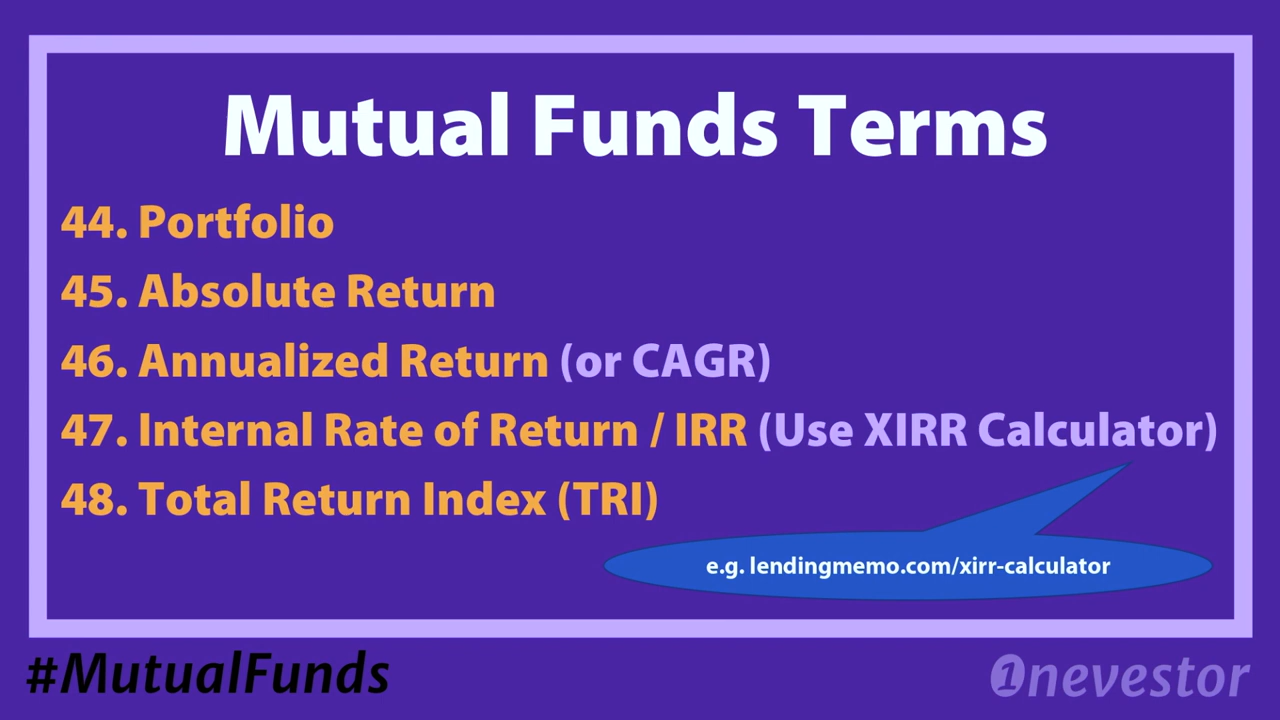 Mutual Funds Terms
44. Portfolio
45. Absolute Return
46. Annualized Return (or CAGR)
47. Internal Rate of Return / IRR (Use XIRR Calculator)
48. Total Return Index (TRI)
e.g. lendingmemo.com/xirr-calculator
#MutualFunds
1nevestor